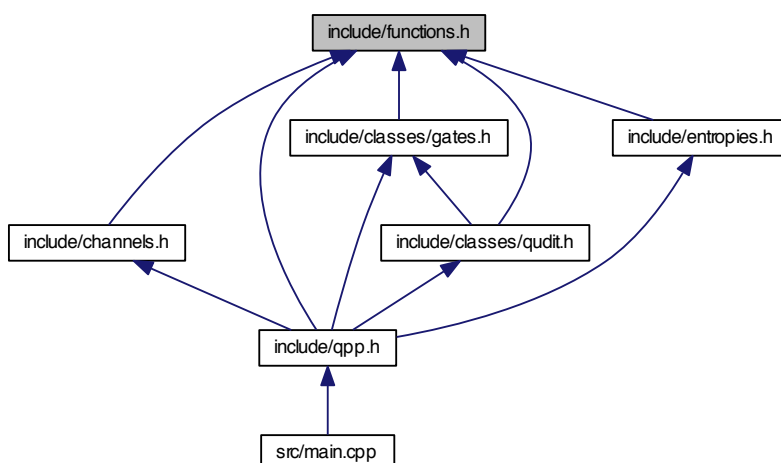 include/functions.h
include/classes/gates.h
include/entropies.h
include/channels.h
include/classes/qudit.h
include/qpp.h
src/main.cpp